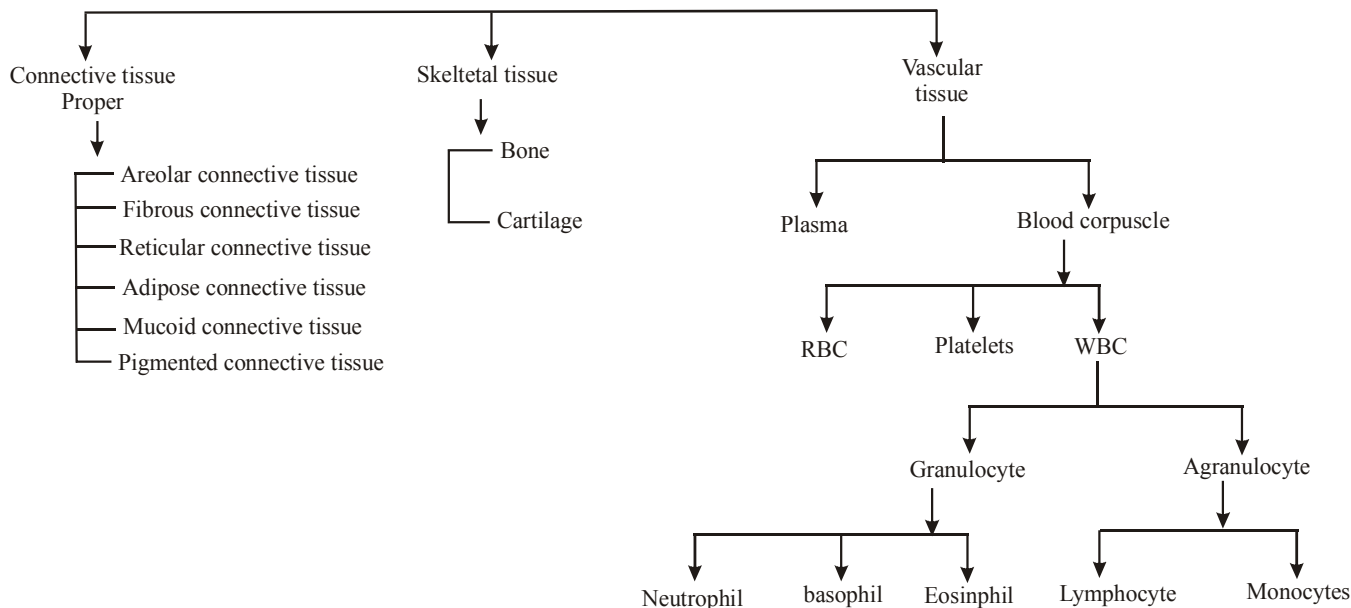 Connective tissue
Proper
Skeltetal tissue
Vascular
tissue
Areolar connective tissue
Fibrous connective tissue
Reticular connective tissue
Adipose connective tissue
Mucoid connective tissue
Pigmented connective tissue
Bone
Cartilage
Plasma
Blood corpuscle
RBC
Platelets
WBC
Granulocyte
Agranulocyte
Neutrophil
basophil
Eosinphil
Lymphocyte
Monocytes